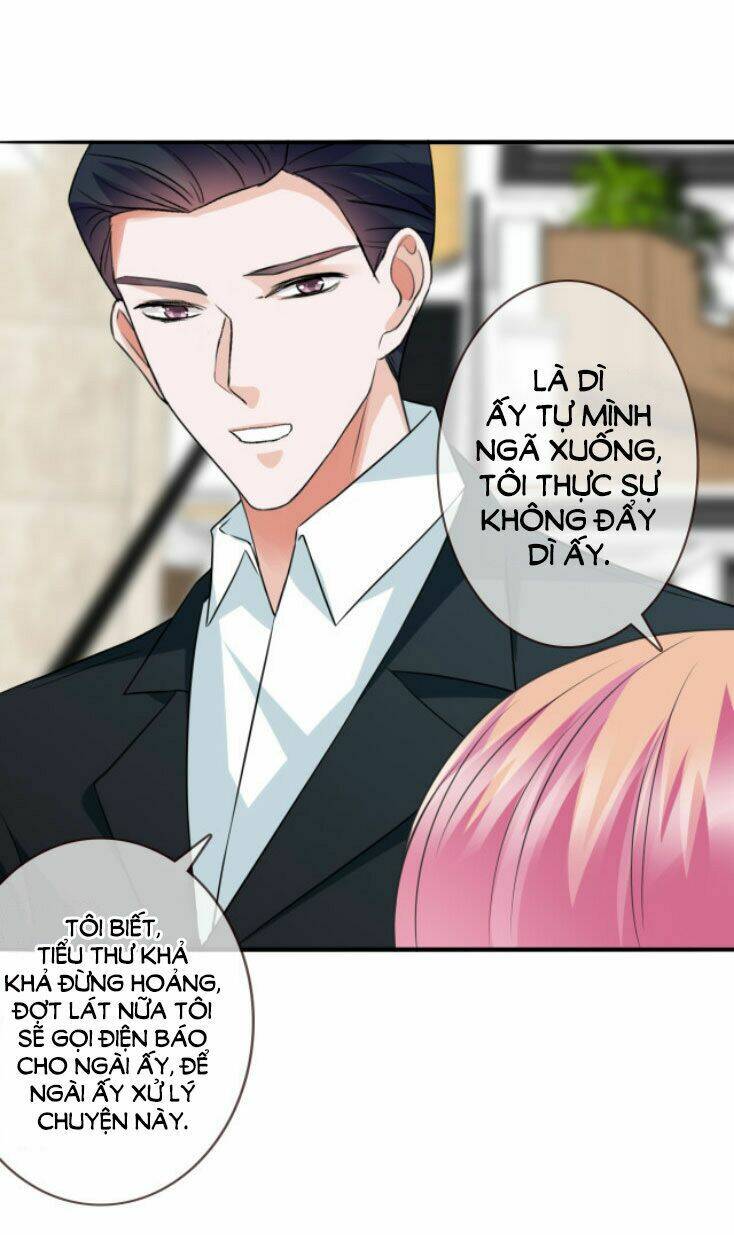 LÀ DÌ
ẤY TỰ MÌNH
NGÃ XUỐNG,
TÔI THỰC SỰ
KHÔNG ĐẨY
DÌ ẤY.
TÔI BIẾT,
TIỂU THƯ KHẢ
KHẢ ĐỪNG HOẢNG,
ĐỢT LÁT NỮA TÔI
SẼ GỌI ĐIỆN BÁO
CHO NGÀI ẤY, ĐỂ
NGÀI ẤY XỬ LÝ
CHUYỆN NÀY.